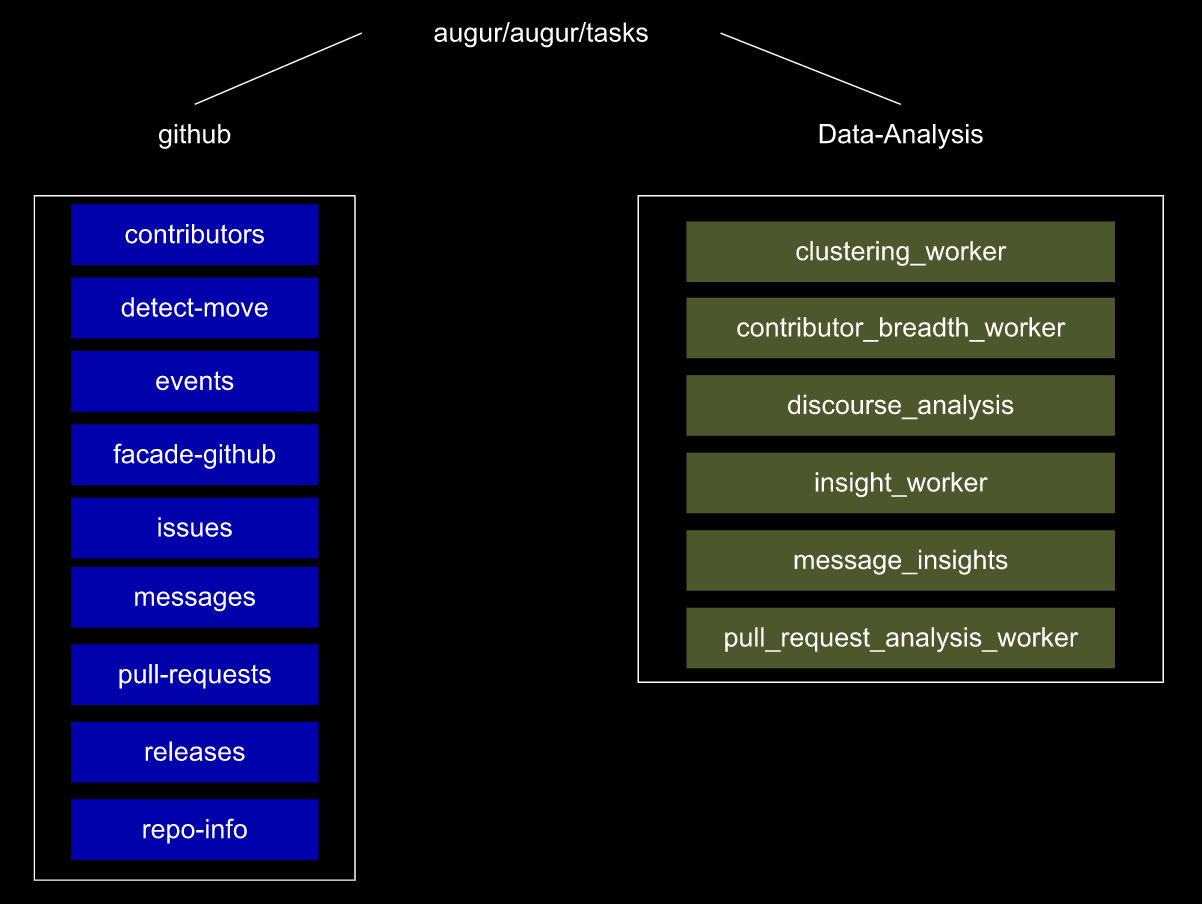 augur/augur/tasks
github
Data-Analysis
contributors
detect-move
events
facade-github
issues
messages
pull-requests
releases
repo-info
clustering_worker
contributor_breadth_worker
discourse_analysis
insight_worker
message_insights
pull_request_analysis_worker